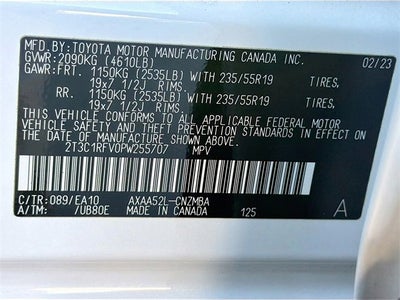 MFD. BY: TOYOTA MOTOR MANUFACTURING CANADA INC.
GVWR: 2090KG (4610LB) 02/23
GAWR: FRT. 1150KG (2535LB) WITH 235/55R19 TIRES,
19x7 1/2J RIMS.
RR. 1150KG (2535LB) WITH 235/55R19 TIRES,
19x7 1/2J RIMS.
THIS VEHICLE CONFORMS TO ALL APPLICABLE FEDERAL MOTOR
VEHICLE SAFETY STANDARDS IN EFFECT ON THE
DATE OF MANUFACTURE SHOWN ABOVE.
2T3C1RFV0PW255707 MPV
C/TR: 089/EA10 AXAA52L-CNZMBA
A/TM: /UB80E MADE IN CANADA 125 A